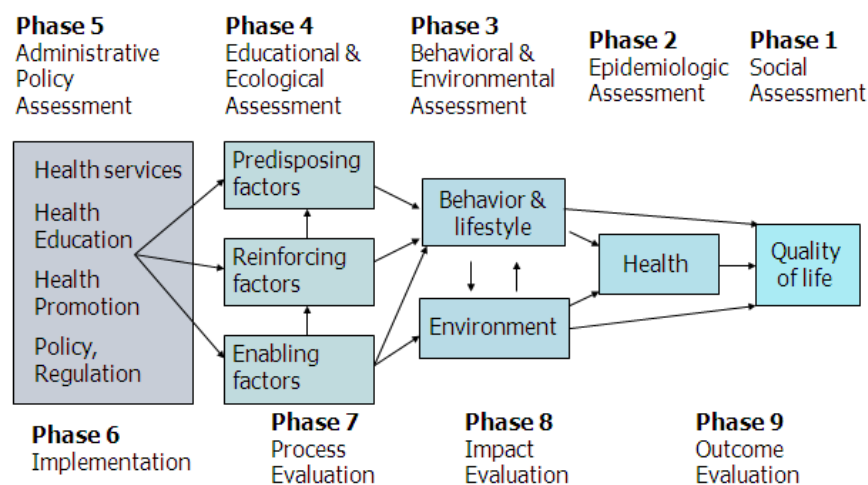 Phase 5
Administrative
Policy
Assessment
Phase 4
Educational &
Ecological
Assessment
Phase 3
Behavioral &
Environmental
Assessment
Phase 2
Epidemiologic
Assessment
Phase 1
Social
Assessment
Health services
Health
Education
Health
Promotion
Policy,
Regulation
Predisposing
factors
Reinforcing
factors
Enabling
factors
Behavior &
lifestyle
Environment
Health
Quality
of life
Phase 6
Implementation
Phase 7
Process
Evaluation
Phase 8
Impact
Evaluation
Phase 9
Outcome
Evaluation